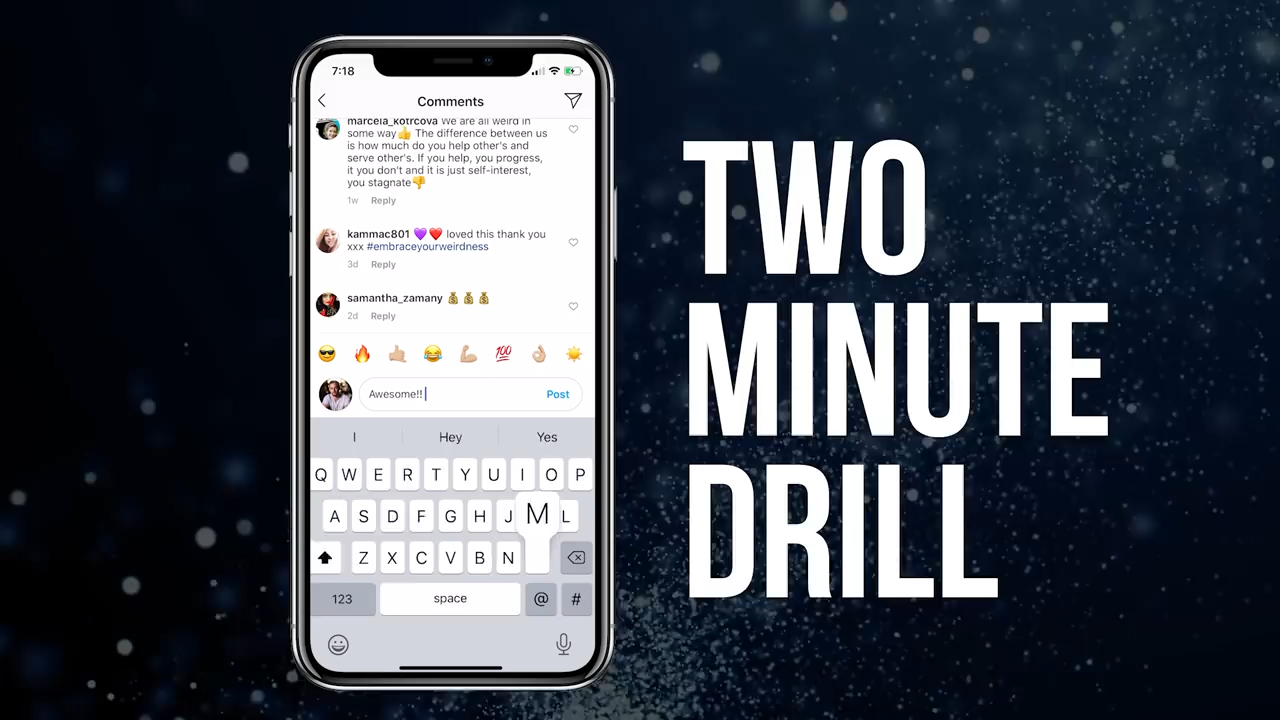 7:18
Comments
marcela_kotrcova We are all weird in
some way👍 The difference between us
is how much do you help other's and
serve other's. If you help, you progress,
it you don't and it is just self-interest,
you stagnate👎
1w Reply
kammac801 💜 ❤️ loved this thank you
xxx #embraceyourweirdness
3d Reply
samantha_zamany 💰 💰 💰
2d Reply
💯
Awesome!! Post
I Hey Yes
Q W E R T Y U I O P
A S D F G H J M L
Z X C V B N
123 space @ #
TWO
MINUTE
DRILL